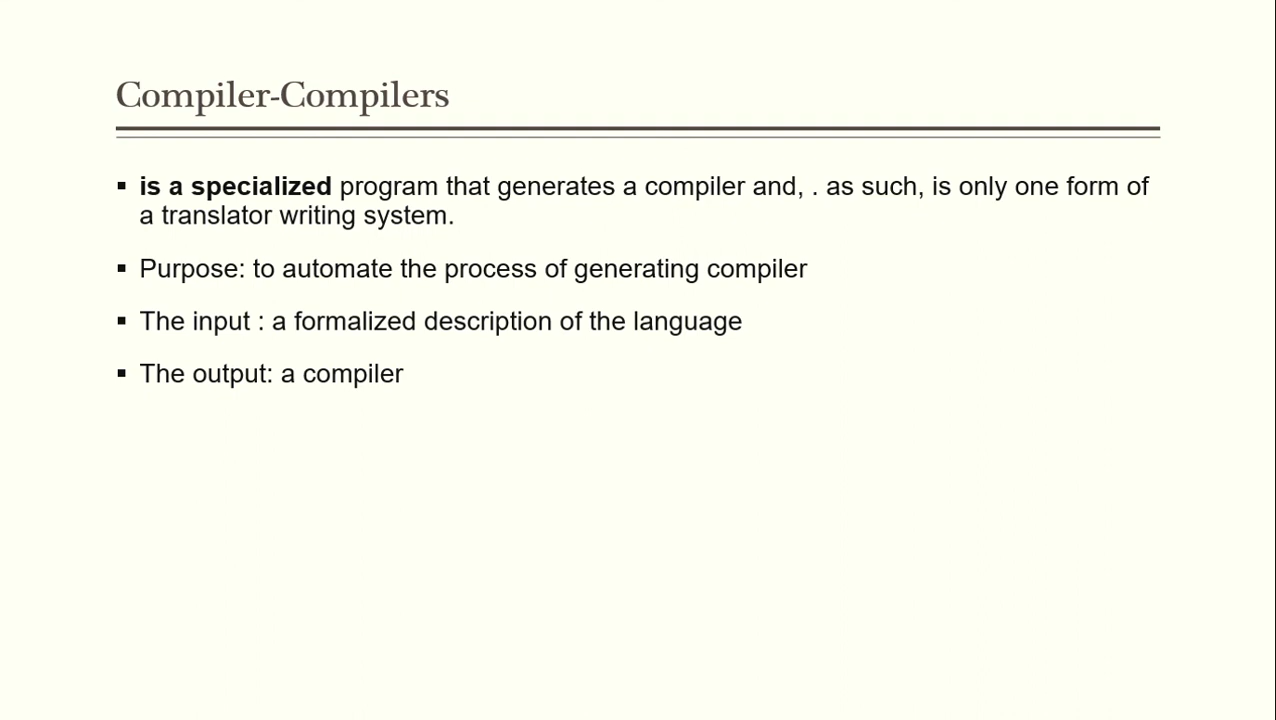 Compiler-Compilers
▪ is a specialized program that generates a compiler and, . as such, is only one form of
a translator writing system.
▪ Purpose: to automate the process of generating compiler
▪ The input : a formalized description of the language
▪ The output: a compiler